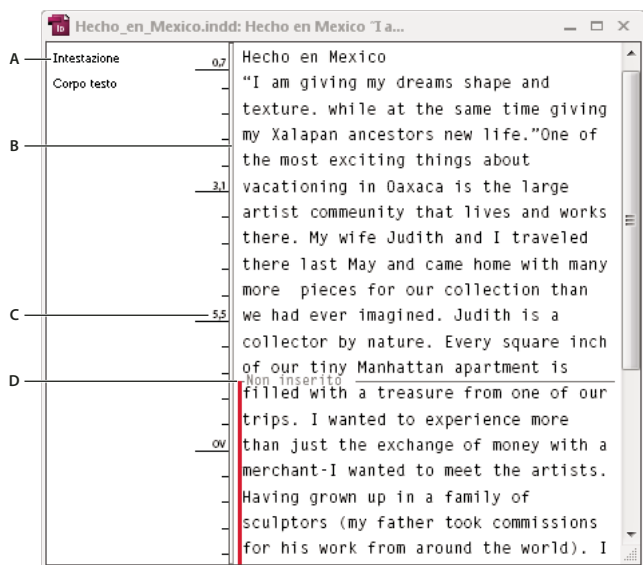 Hecho_en_Mexico.indd: Hecho en Mexico “I a...
A
Intestazione
0,7
Hecho en Mexico
Corpo testo
“I am giving my dreams shape and
texture. while at the same time giving
B
my Xalapan ancestors new life.”One of
the most exciting things about
3,1
vacationing in Oaxaca is the large
artist commeunity that lives and works
there. My wife Judith and I traveled
there last May and came home with many
more  pieces for our collection than
C
5,5
we had ever imagined. Judith is a
collector by nature. Every square inch
of our tiny Manhattan apartment is
D
Non inserito
filled with a treasure from one of our
trips. I wanted to experience more
OV
than just the exchange of money with a
merchant-I wanted to meet the artists.
Having grown up in a family of
sculptors (my father took commissions
for his work from around the world). I